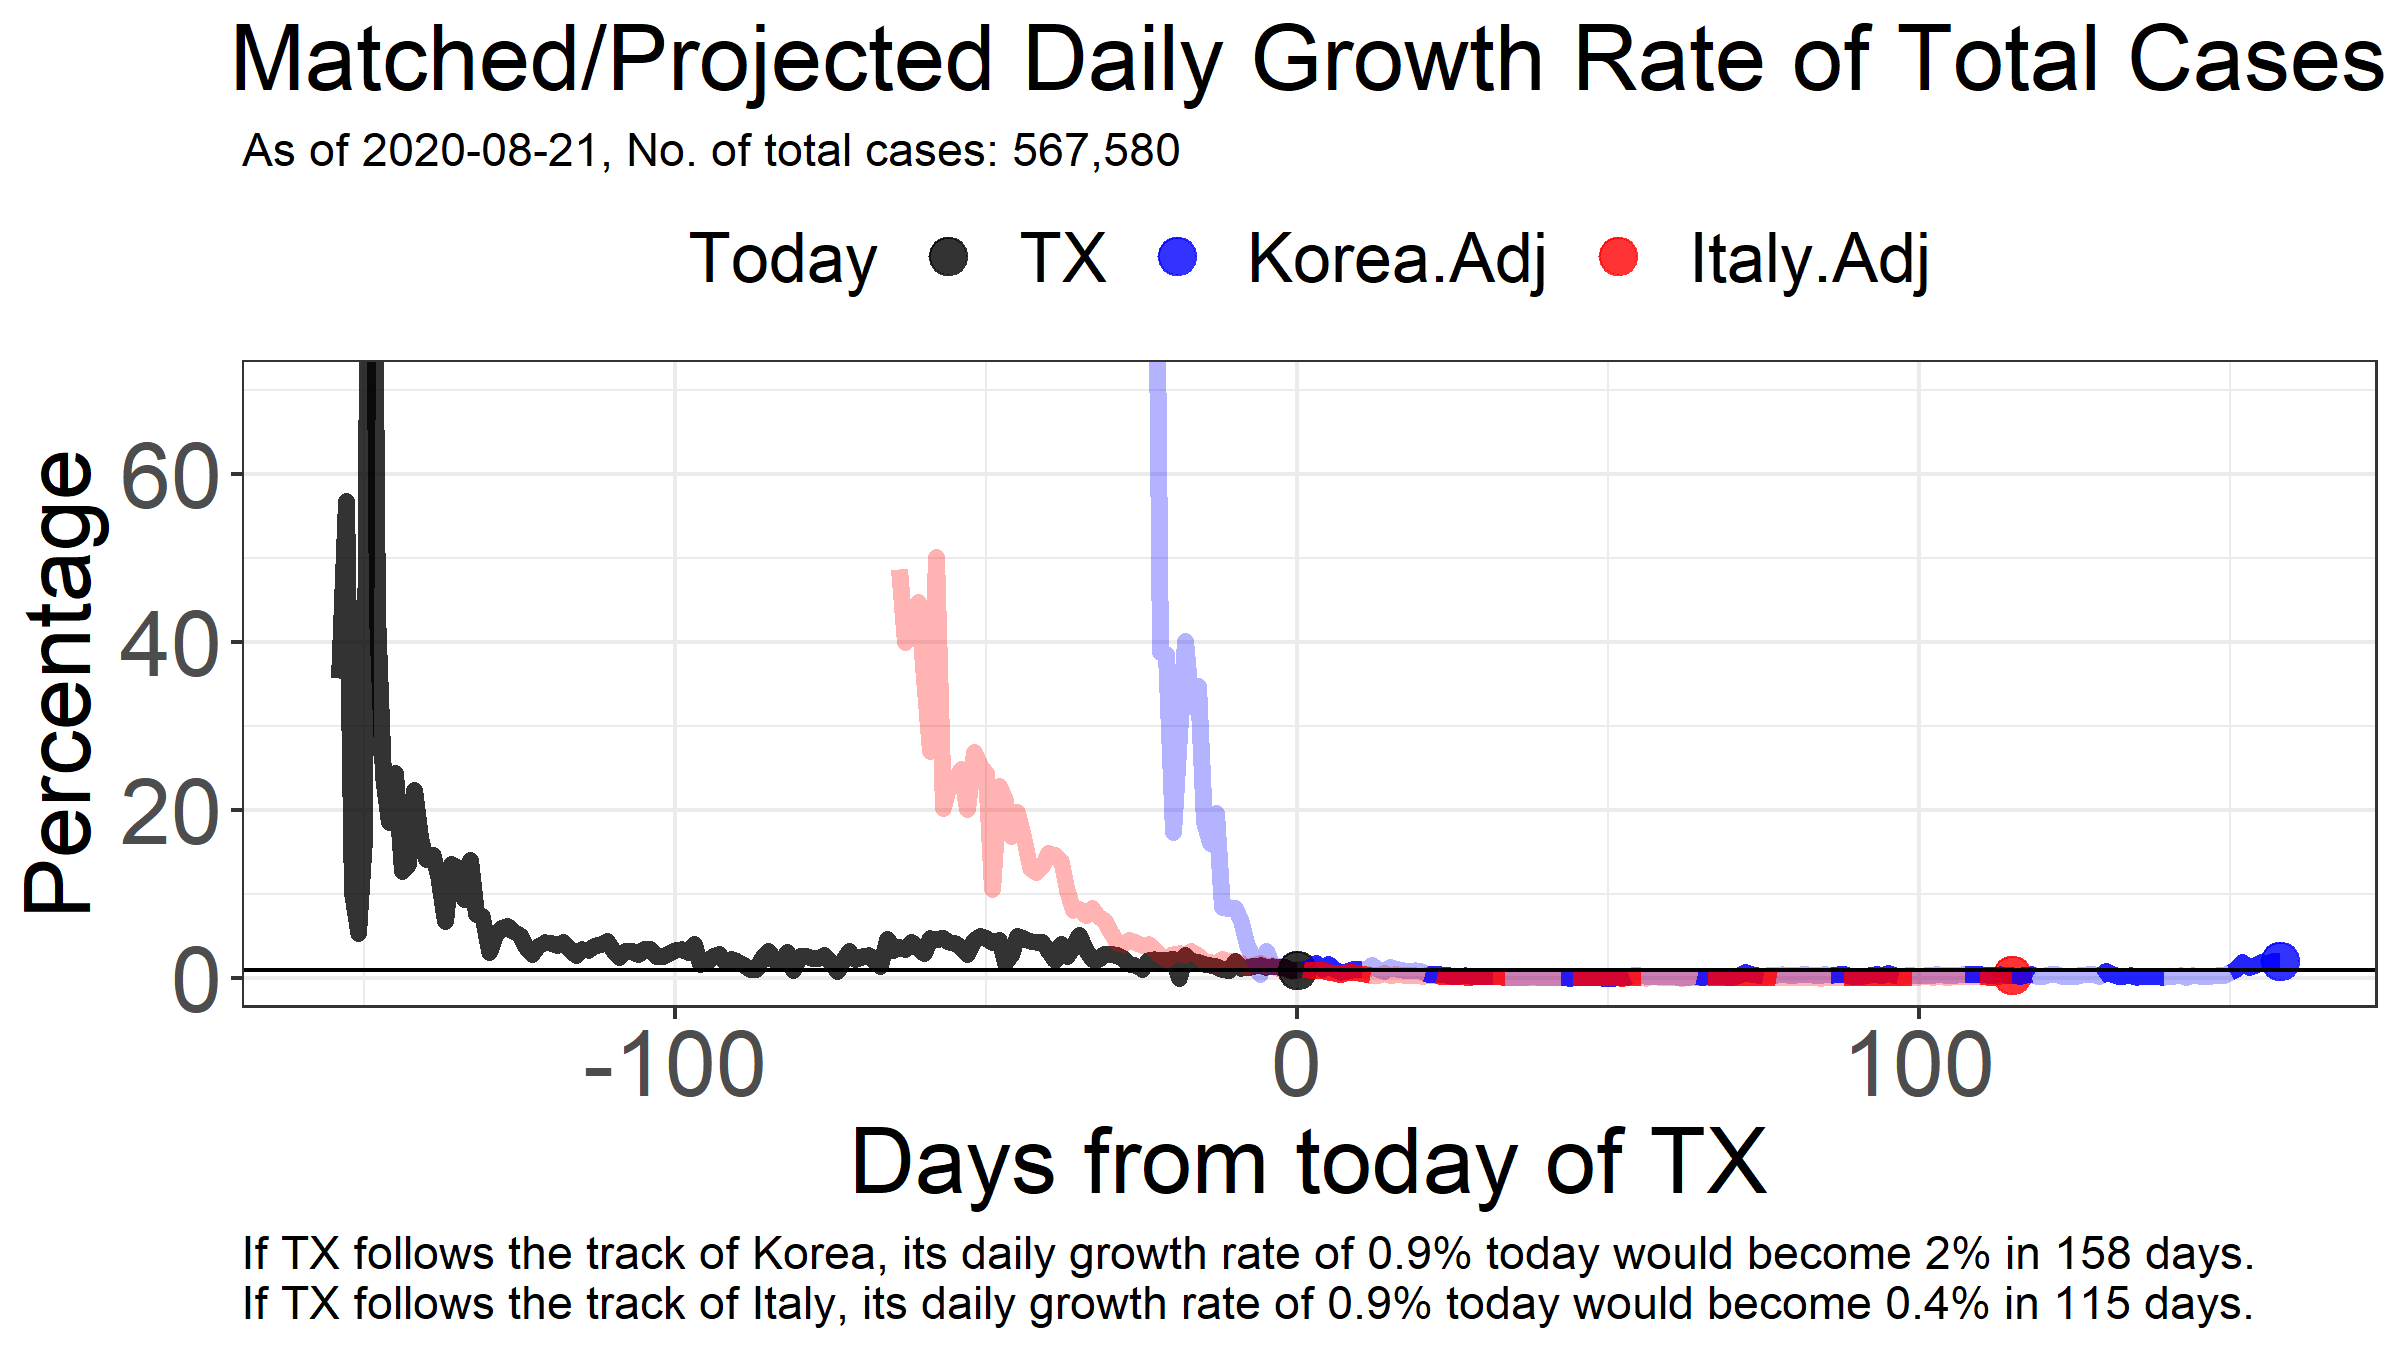 Matched/Projected Daily Growth Rate of Total Cases
As of 2020-08-21, No. of total cases: 567,580
Today TX Korea.Adj Italy.Adj
Percentage
60
40
20
0
-100 0 100
Days from today of TX
If TX follows the track of Korea, its daily growth rate of 0.9% today would become 2% in 158 days.
If TX follows the track of Italy, its daily growth rate of 0.9% today would become 0.4% in 115 days.